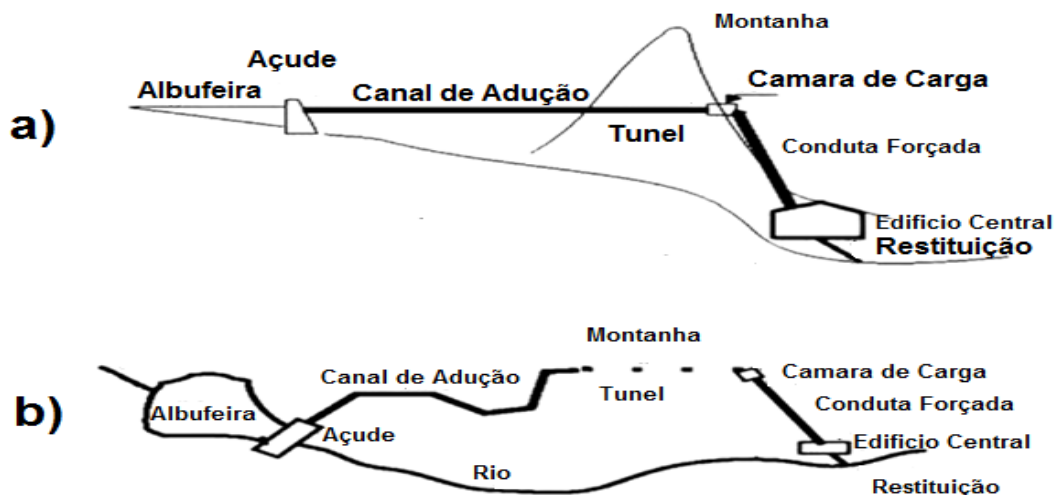 a)
Montanha
Açude
Albufeira
Canal de Adução
Camara de Carga
Tunel
Conduta Forçada
Edificio Central
Restituição
b)
Montanha
Canal de Adução
Tunel
Camara de Carga
Albufeira
Açude
Conduta Forçada
Edificio Central
Rio
Restituição